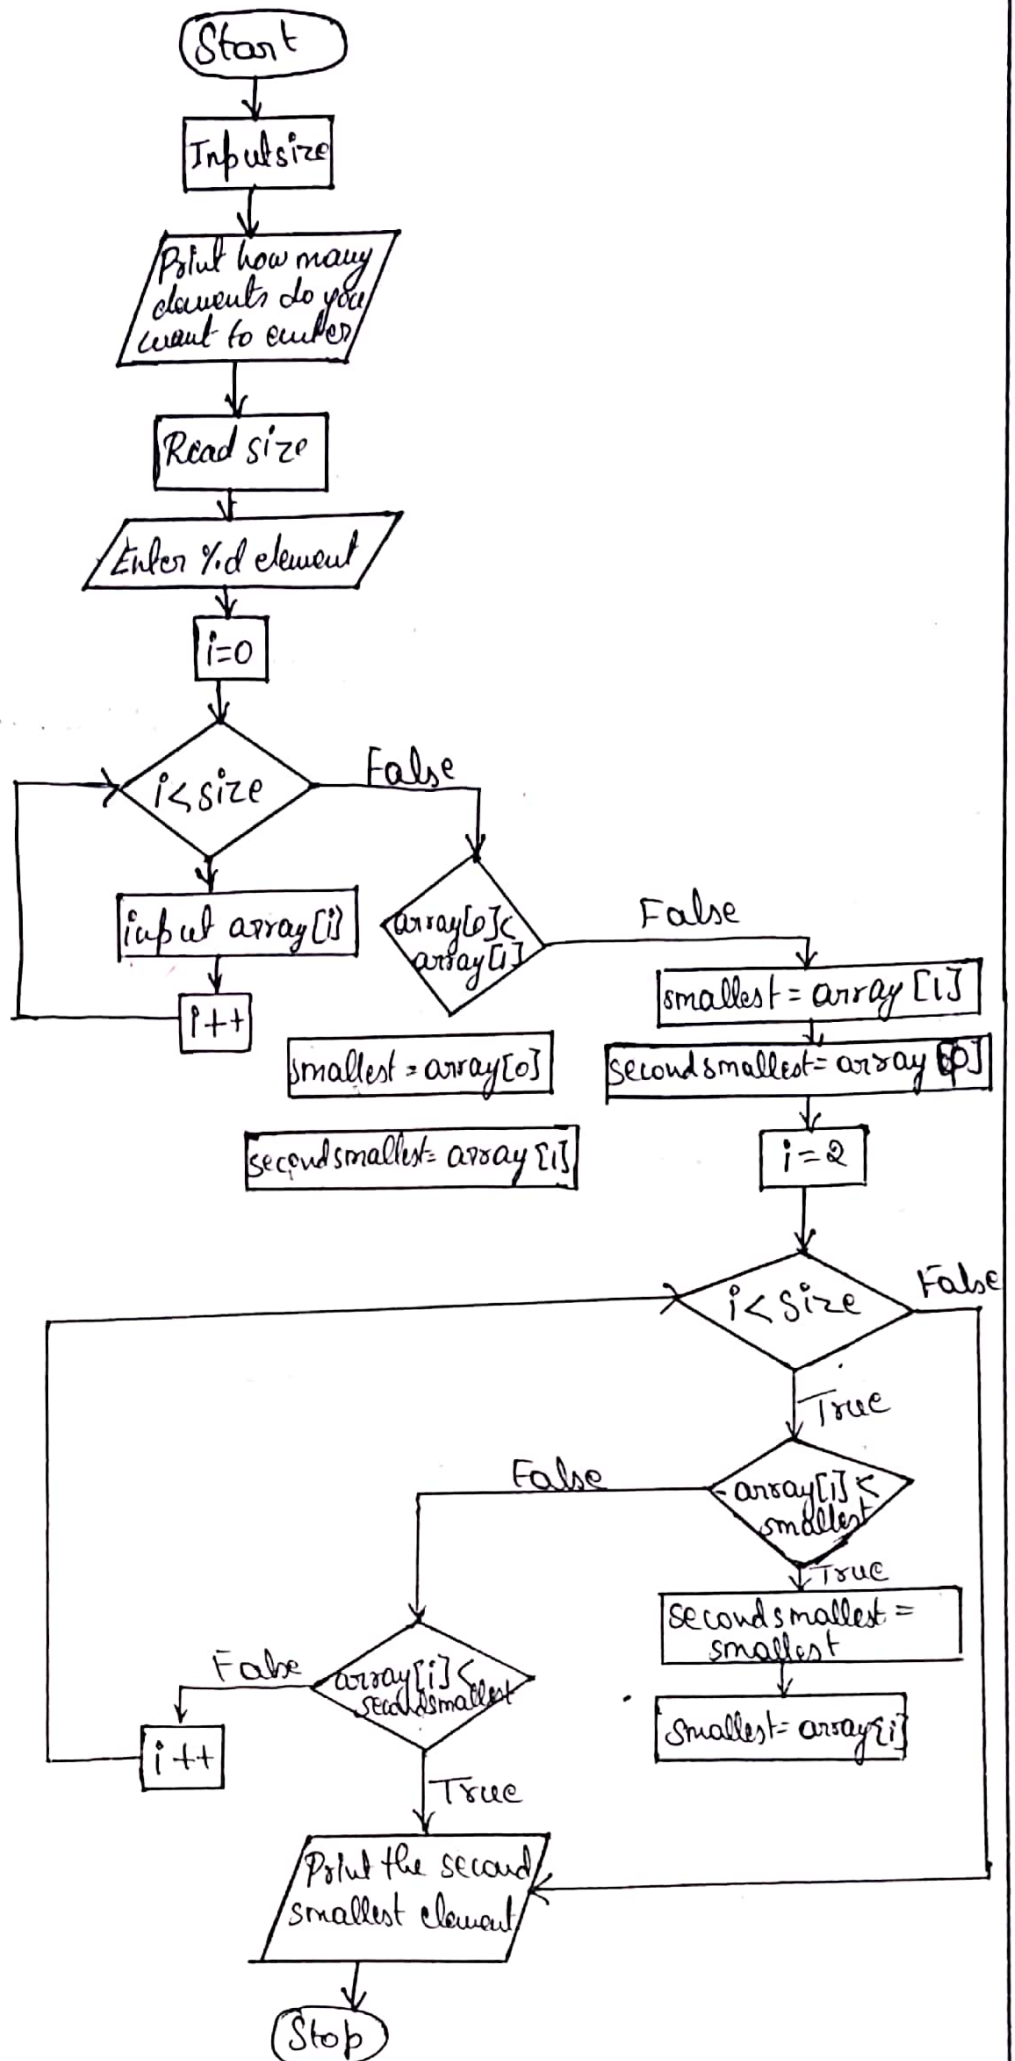 Start
Input size
Print how many
elements do you
want to enter
Read size
Enter %d element
i=0
i<size
False
input array[i]
i++
array[0]<
array[1]
False
smallest = array[0]
secondsmallest= array[1]
smallest = array [1]
secondsmallest= array [0]
i=2
i< size
False
True
array[i] <
smallest
False
True
secondsmallest =
smallest
smallest= array[i]
array[i]<
secondsmallest
False
i++
True
Print the second
smallest element
Stop